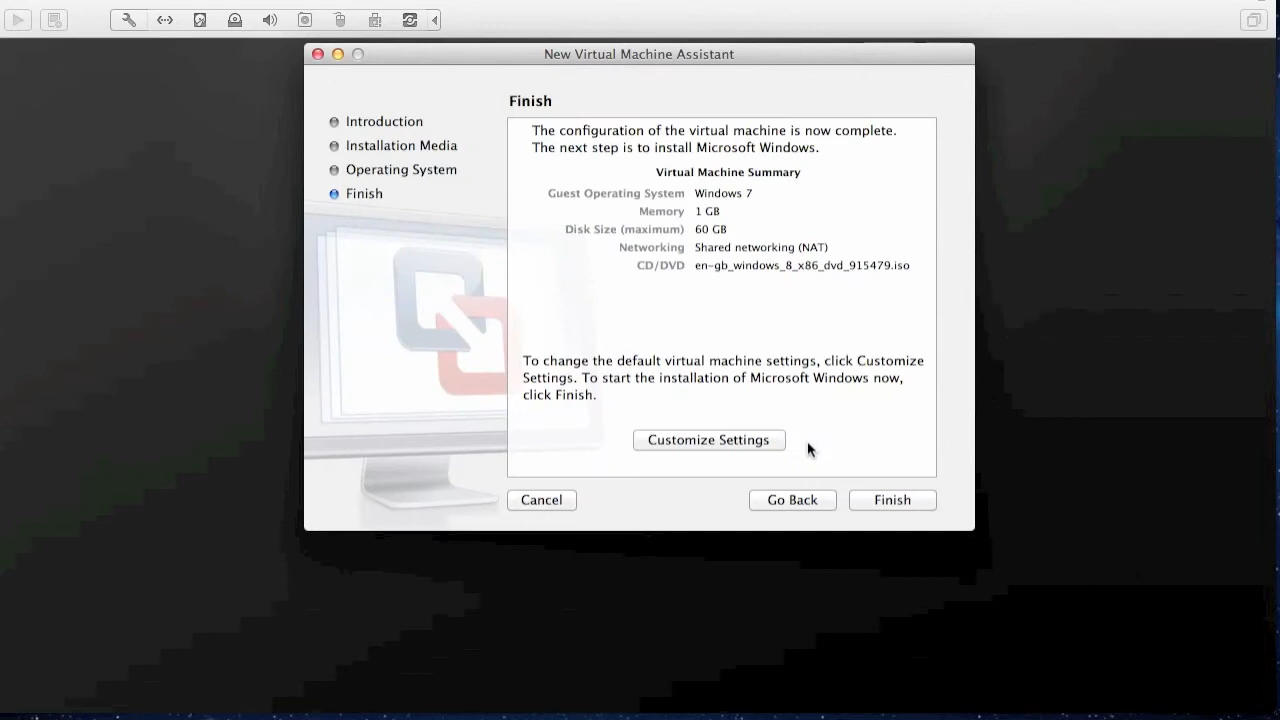 New Virtual Machine Assistant
Introduction
Installation Media
Operating System
Finish
Finish
The configuration of the virtual machine is now complete.
The next step is to install Microsoft Windows.
Virtual Machine Summary
Guest Operating System Windows 7
Memory 1 GB
Disk Size (maximum) 60 GB
Networking Shared networking (NAT)
CD/DVD en-gb_windows_8_x86_dvd_915479.iso
To change the default virtual machine settings, click Customize
Settings. To start the installation of Microsoft Windows now,
click Finish.
Customize Settings
Cancel Go Back Finish